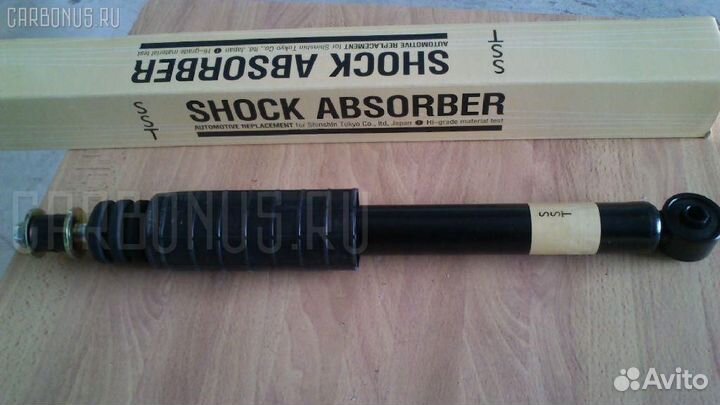 CARBONUS.RU
AUTOMOTIVE REPLACEMENT for Shinshin Tokyo Co., ltd, Japan Hi-grade material test
SHOCK ABSORBER
SST
SST
SHOCK ABSORBER
AUTOMOTIVE REPLACEMENT for Shinshin Tokyo Co., ltd, Japan Hi-grade material test
CARBONUS.RU
SST
Avito